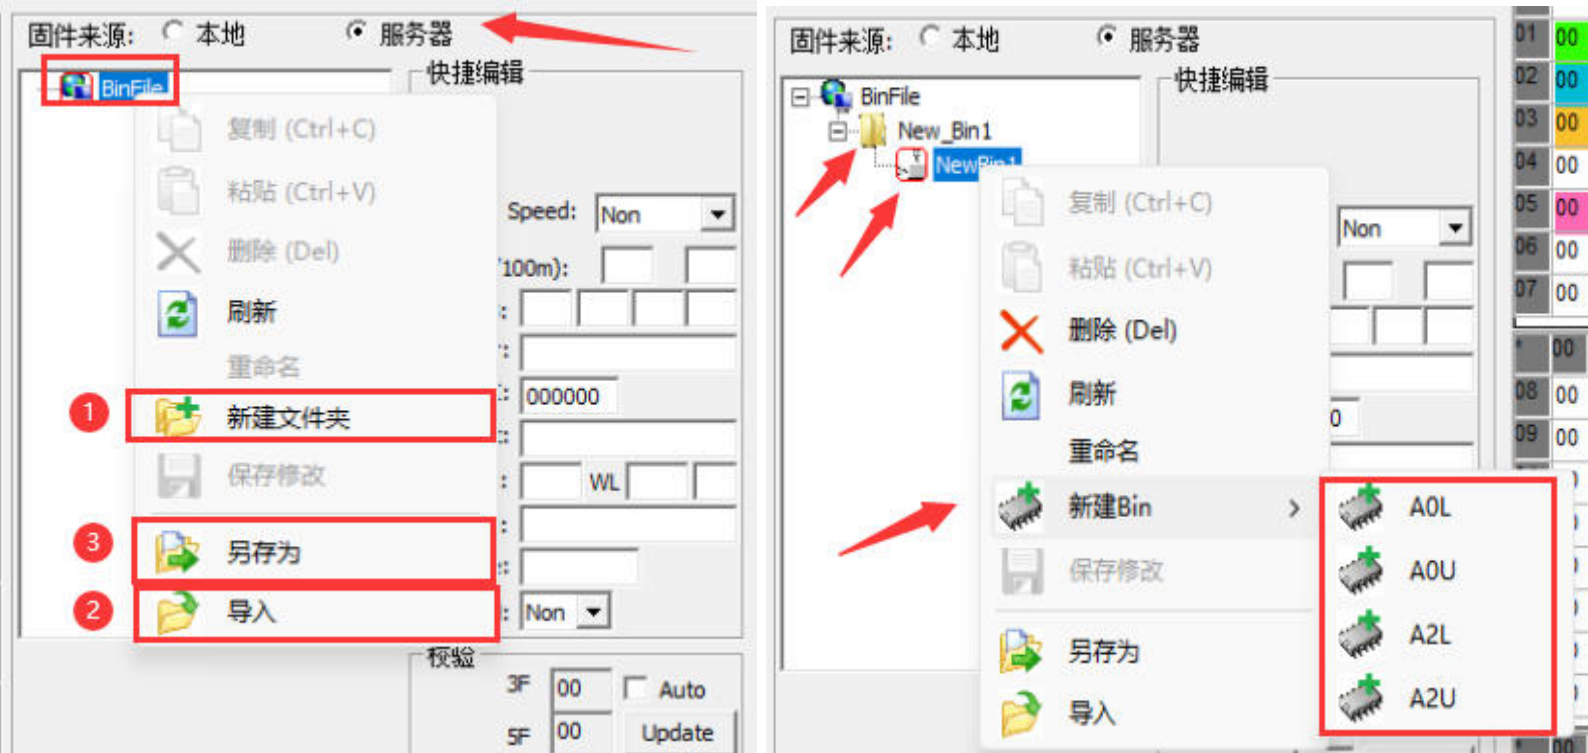 固件来源: 本地 服务器
BinFile
快捷编辑
复制 (Ctrl+C)
粘贴 (Ctrl+V)
删除 (Del)
刷新
重命名
1 新建文件夹
保存修改
3 另存为
2 导入
Speed: Non
100m):
:
:
: 000000
:
: WL
:
:
: Non
校验
3F 00 Auto
5F 00 Update
固件来源: 本地 服务器
BinFile
New_Bin1
NewBin1
快捷编辑
复制 (Ctrl+C)
粘贴 (Ctrl+V)
删除 (Del)
刷新
重命名
新建Bin >
保存修改
另存为
导入
A0L
A0U
A2L
A2U
Non
0
01 00
02 00
03 00
04 00
05 00
06 00
07 00
* 00
08 00
09 00
* 00